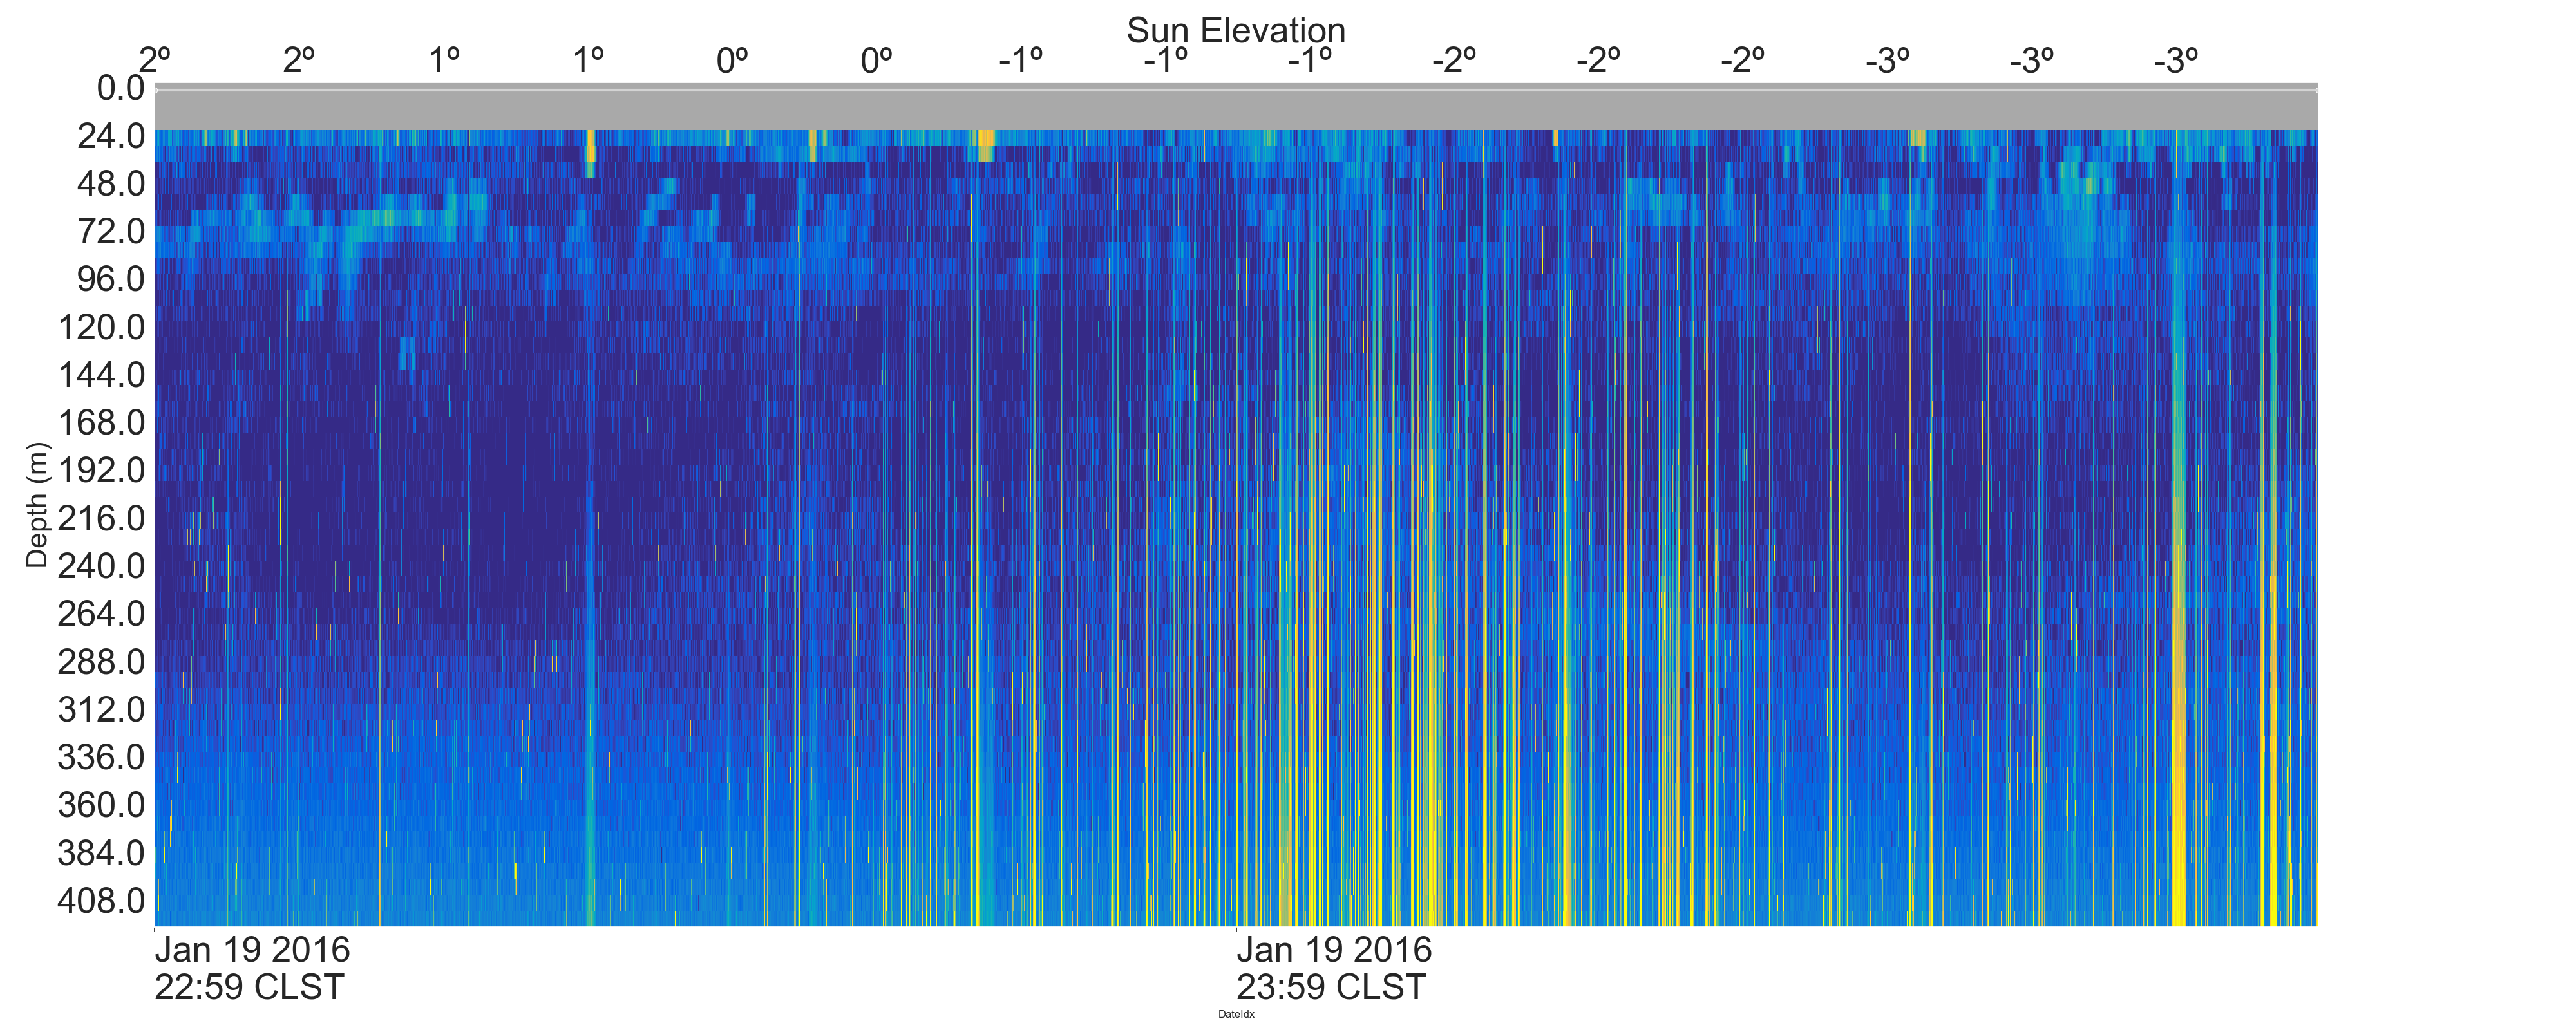 Sun Elevation
2º 2º 1º 1º 0º 0º -1º -1º -1º -2º -2º -2º -3º -3º -3º
0.0
24.0
48.0
72.0
96.0
120.0
144.0
168.0
192.0
216.0
240.0
264.0
288.0
312.0
336.0
360.0
384.0
408.0
Depth (m)
Jan 19 2016
22:59 CLST
Jan 19 2016
23:59 CLST
DateIdx